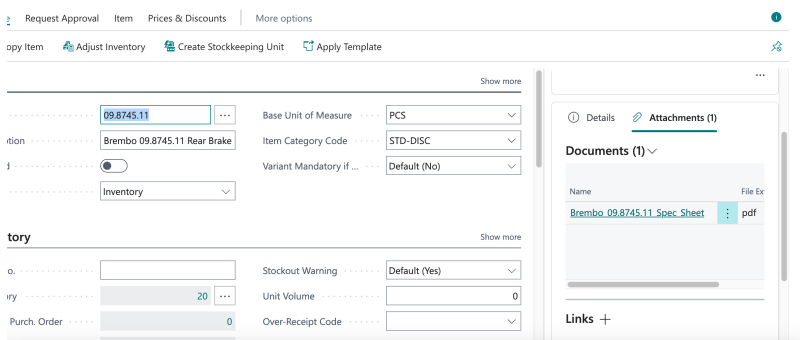 Request Approval Item Prices & Discounts More options
opy Item Adjust Inventory Create Stockkeeping Unit Apply Template
Show more
09.8745.11
Base Unit of Measure PCS
ption Brembo 09.8745.11 Rear Brake
Item Category Code STD-DISC
d
Variant Mandatory if ... Default (No)
Inventory
tory Show more
o.
Stockout Warning Default (Yes)
ory 20
Unit Volume 0
Purch. Order 0
Over-Receipt Code
Details Attachments (1)
Documents (1)
Name File Ex
Brembo_09.8745.11_Spec_Sheet pdf
Links